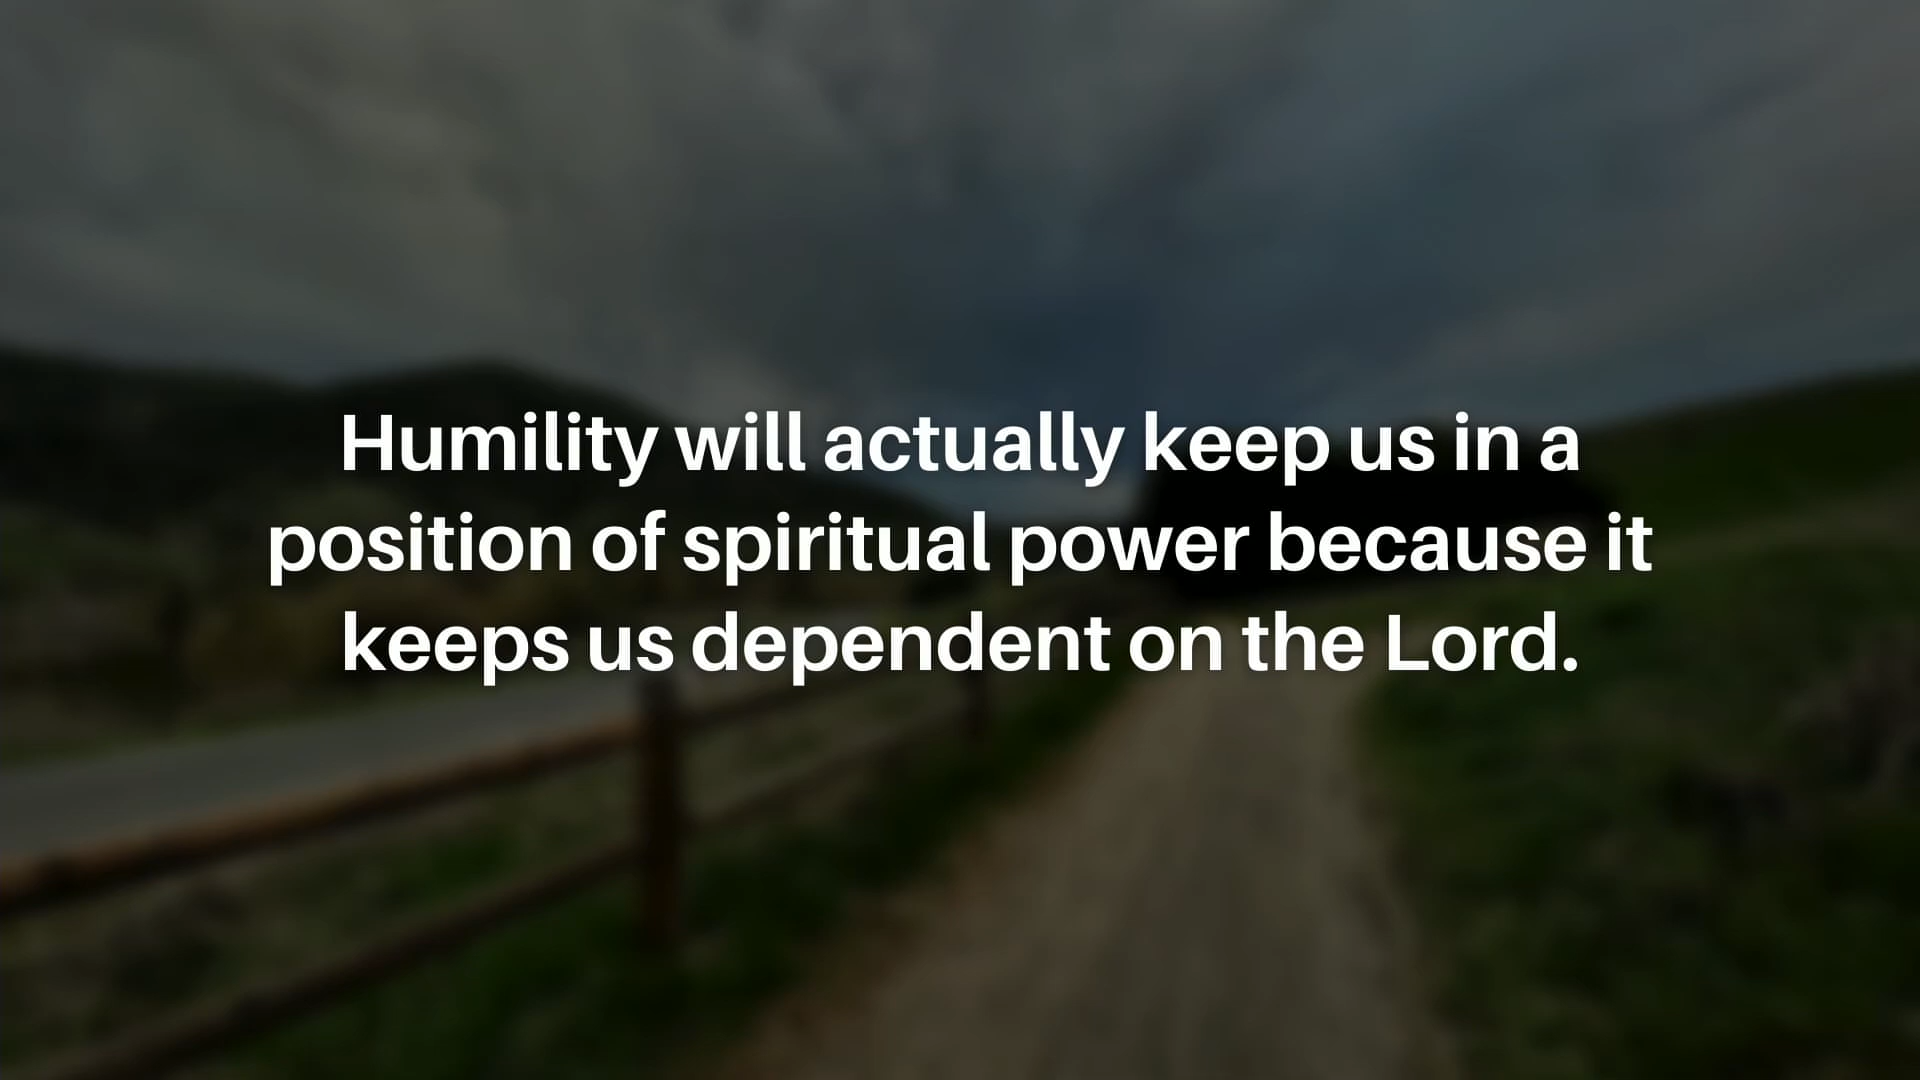 Humility will actually keep us in a
position of spiritual power because it
keeps us dependent on the Lord.